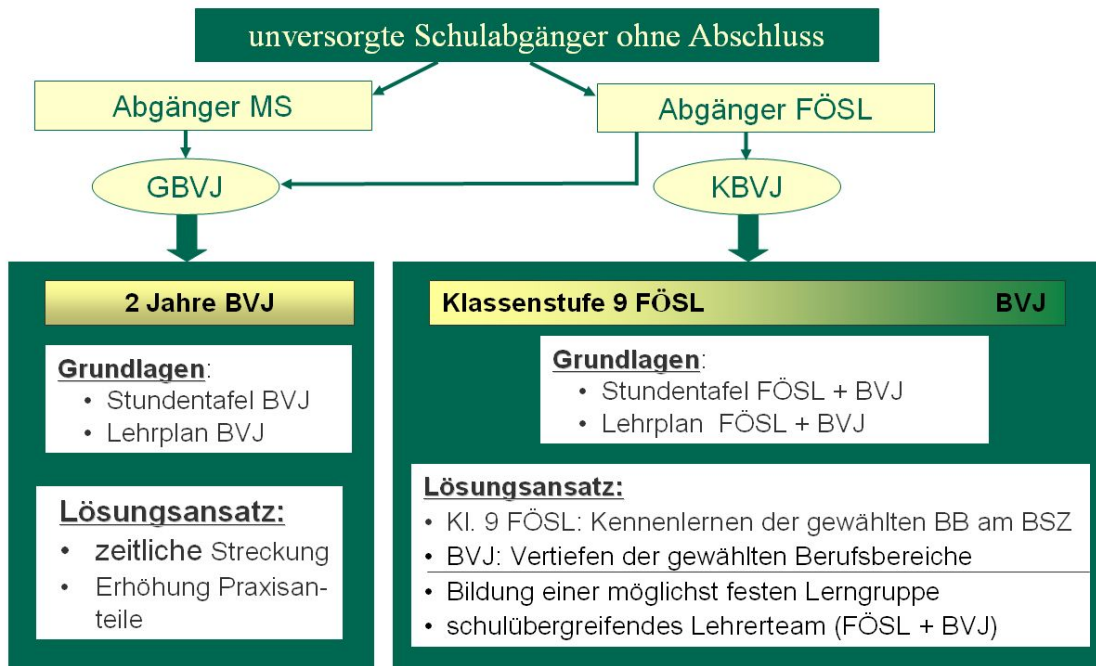 unversorgte Schulabgänger ohne Abschluss
Abgänger MS
Abgänger FÖSL
GBVJ
KBVJ
2 Jahre BVJ
Grundlagen:
• Stundentafel BVJ
• Lehrplan BVJ
Lösungsansatz:
• zeitliche Streckung
• Erhöhung Praxisan-
teile
Klassenstufe 9 FÖSL BVJ
Grundlagen:
• Stundentafel FÖSL + BVJ
• Lehrplan FÖSL + BVJ
Lösungsansatz:
• Kl. 9 FÖSL: Kennenlernen der gewählten BB am BSZ
• BVJ: Vertiefen der gewählten Berufsbereiche
• Bildung einer möglichst festen Lerngruppe
• schulübergreifendes Lehrerteam (FÖSL + BVJ)